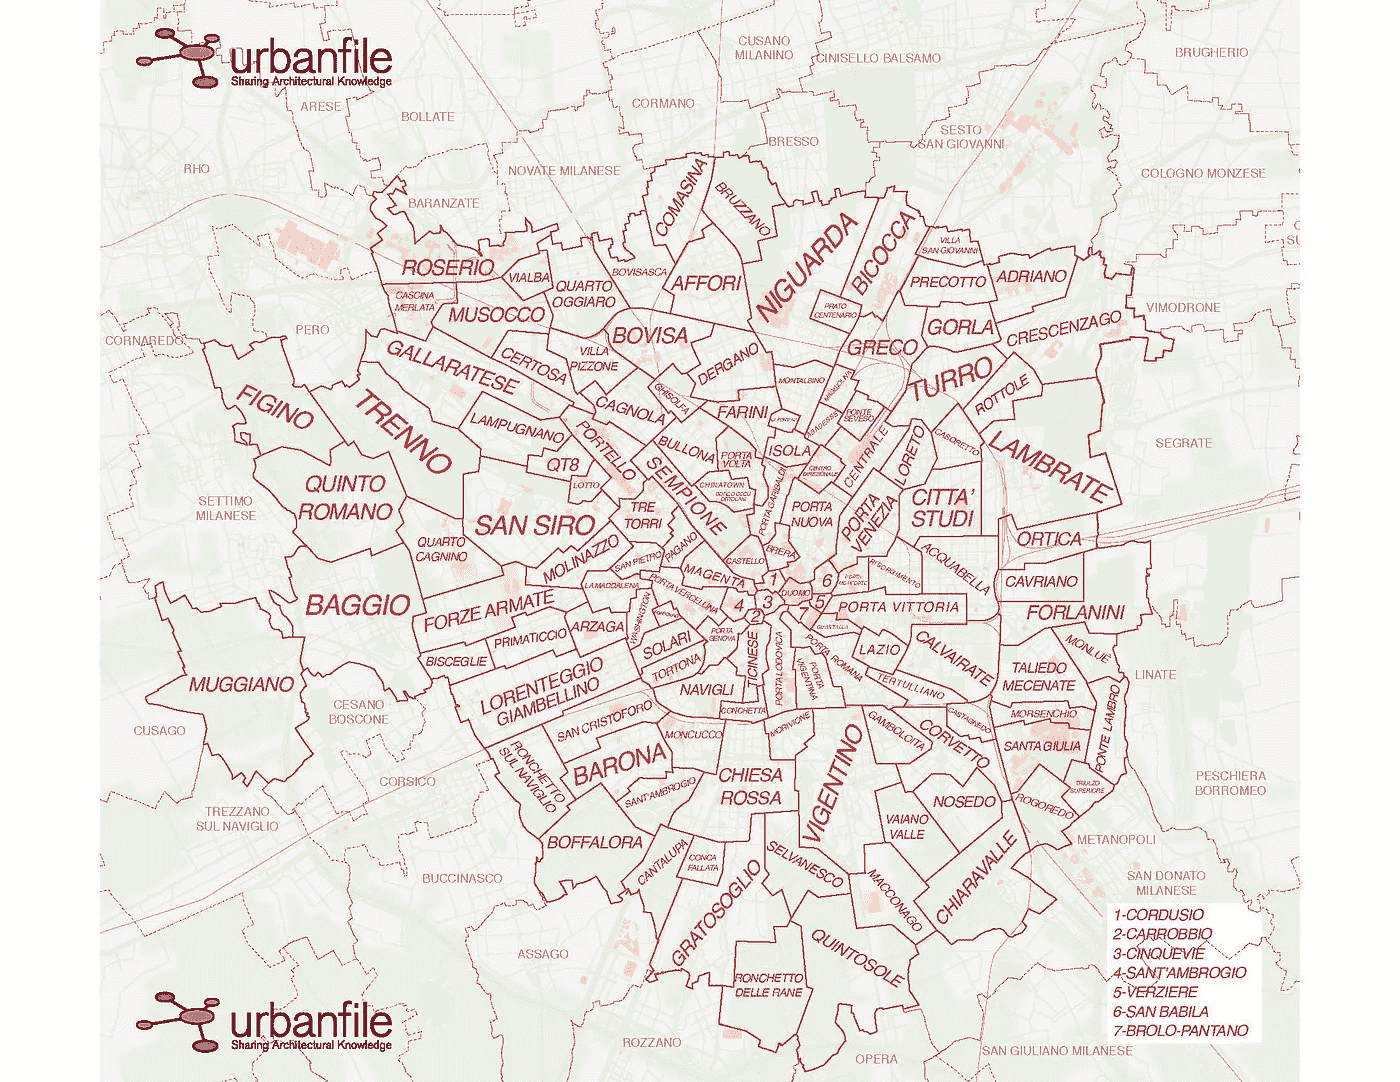 urbanfile
Sharing Architectural Knowledge
CUSANO
MILANINO
CINISELLO BALSAMO
BRUGHERIO
ARESE
BOLLATE
CORMANO
BRESSO
SESTO
SAN GIOVANNI
RHO
NOVATE MILANESE
COLOGNO MONZESE
BARANZATE
COMASINA
BRUZZANO
NIGUARDA
BICOCCA
VILLA
SAN GIOVANNI
ROSERIO
VIALBA
QUARTO
OGGIARO
BOVISASCA
AFFORI
PRECOTTO
ADRIANO
CASCINA
MERLATA
MUSOCCO
PRATO
CENTENARIO
VIMODRONE
PERO
CORNAREDO
BOVISA
GORLA
CRESCENZAGO
GRECO
GALLARATESE
CERTOSA
VILLA
PIZZONE
DERGANO
MONTALBINO
TURRO
ROTTOLE
FIGINO
TRENNO
CAGNOLA
GHISOLFA
FARINI
ABADESSE
PONTE
SEVESO
LAMPUGNANO
PORTELLO
BULLONA
PORTA
VOLTA
ISOLA
CENTRO
DIREZIONALE
CENTRALE
LORETO
CASORETTO
LAMBRATE
SEGRATE
QT8
LOTTO
SEMPIONE
CHINATOWN
QUINTO
ROMANO
SETTIMO
MILANESE
SAN SIRO
TRE
TORRI
PORTA GARIBALDI
PORTA
NUOVA
PORTA
VENEZIA
CITTA'
STUDI
ORTICA
QUARTO
CAGNINO
MOLINAZZO
SAN PIETRO
PAGANO
CASTELLO
BRERA
RISORGIMENTO
ACQUABELLA
CAVRIANO
MAGENTA
1
6
DUOMO
BAGGIO
FORZE ARMATE
LA MADDALENA
PORTA VERCELLINA
4
3
5
2
7
PORTA VITTORIA
FORLANINI
PRIMATICCIO
ARZAGA
WASHINGTON
SOLARI
PORTA
GENOVA
TICINESE
PORTA LODOVICA
PORTA ROMANA
LAZIO
CALVAIRATE
MONLUÈ
BISCEGLIE
TORTONA
PORTA
VIGENTINA
TERTULLIANO
TALIEDO
MECENATE
LINATE
MUGGIANO
LORENTEGGIO
GIAMBELLINO
NAVIGLI
CONCHETTA
MORSENCHIO
PONTE LAMBRO
CESANO
BOSCONE
SAN CRISTOFORO
MONCUCCO
MORIVIONE
GAMBOLOITA
CORVETTO
CASTAGNEDO
CUSAGO
SANTA GIULIA
RONCHETTO
SUL NAVIGLIO
BARONA
VIGENTINO
CORSICO
SANT'AMBROGIO
CHIESA
ROSSA
NOSEDO
TRIULZO
SUPERIORE
PESCHIERA
BORROMEO
ROGOREDO
TREZZANO
SUL NAVIGLIO
VAIANO
VALLE
BOFFALORA
METANOPOLI
CANTALUPA
CONCA
FALLATA
SELVANESCO
BUCCINASCO
MACCONAGO
CHIARAVALLE
SAN DONATO
MILANESE
GRATOSOGLIO
ASSAGO
QUINTOSOLE
RONCHETTO
DELLE RANE
1-CORDUSIO
2-CARROBBIO
3-CINQUEVIE
4-SANT'AMBROGIO
5-VERZIERE
6-SAN BABILA
7-BROLO-PANTANO
urbanfile
Sharing Architectural Knowledge
ROZZANO
OPERA
SAN GIULIANO MILANESE